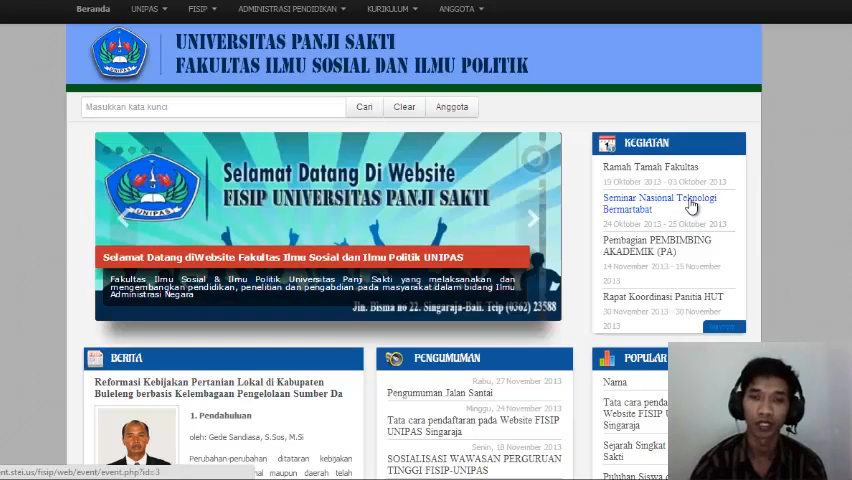 Beranda UNIPAS FISIP ADMINISTRASI PENDIDIKAN KURIKULUM ANGGOTA
UNIVERSITAS PANJI SAKTI
FAKULTAS ILMU SOSIAL DAN ILMU POLITIK
Masukkan kata kunci Cari Clear Anggota
UNIPAS
Selamat Datang Di Website
FISIP UNIVERSITAS PANJI SAKTI
Selamat Datang diWebsite Fakultas Ilmu Sosial dan Ilmu Politik UNIPAS
Fakultas Ilmu Sosial & Ilmu Politik Universitas Panji Sakti yang melaksanakan dan
mengembangkan pendidikan, penelitian dan pengabdian pada masyarakat dalam bidang Ilmu
Administrasi Negara
Jln. Bisma no 22. Singaraja-Bali. Telp (0362) 23588
KEGIATAN
Ramah Tamah Fakultas
15 Oktober 2013 - 03 Oktober 2013
Seminar Nasional Teknologi
Bermartabat
24 Oktober 2013 - 25 Oktober 2013
Pembagian PEMBIMBING
AKADEMIK (PA)
14 November 2013 - 15 November
2013
Rapat Koordinasi Panitia HUT
30 November 2013 - 30 November
2013
BERITA
Reformasi Kebijakan Pertanian Lokal di Kabupaten
Buleleng berbasis Kelembagaan Pengelolaan Sumber Da
1. Pendahuluan
oleh: Gede Sandiasa, S.Sos, M.Si
Perubahan-perubahan ditataran kebijakan
nal maupun daerah telah
PENGUMUMAN
Rabu, 27 November 2013
Pengumuman Jalan Santai
Minggu, 24 November 2013
Tata cara pendaftaran pada Website FISIP
UNIPAS Singaraja
Senin, 18 November 2013
SOSIALISASI WAWASAN PERGURUAN
TINGGI FISIP-UNIPAS
POPULAR
Nama
Tata cara penda
Website FISIP U
Singaraja
Sejarah Singkat
Sakti
Puluhan Siswa d
ent.stei.us/fisip/web/event/event.php?id=3